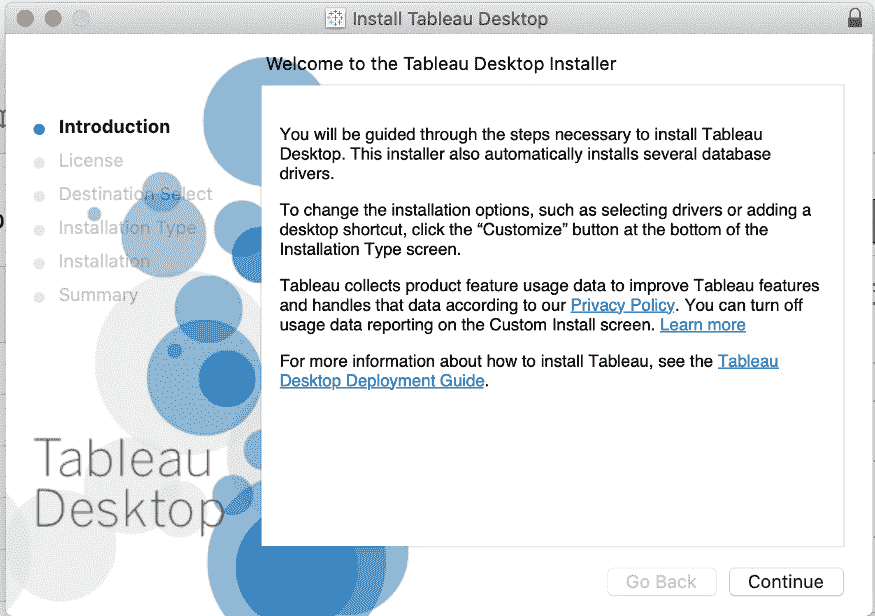 Install Tableau Desktop
Welcome to the Tableau Desktop Installer
Introduction
License
Destination Select
Installation Type
Installation
Summary
You will be guided through the steps necessary to install Tableau
Desktop. This installer also automatically installs several database
drivers.
To change the installation options, such as selecting drivers or adding a
desktop shortcut, click the “Customize” button at the bottom of the
Installation Type screen.
Tableau collects product feature usage data to improve Tableau features
and handles that data according to our Privacy Policy. You can turn off
usage data reporting on the Custom Install screen. Learn more
For more information about how to install Tableau, see the Tableau
Desktop Deployment Guide.
Tableau
Desktop
Go Back
Continue